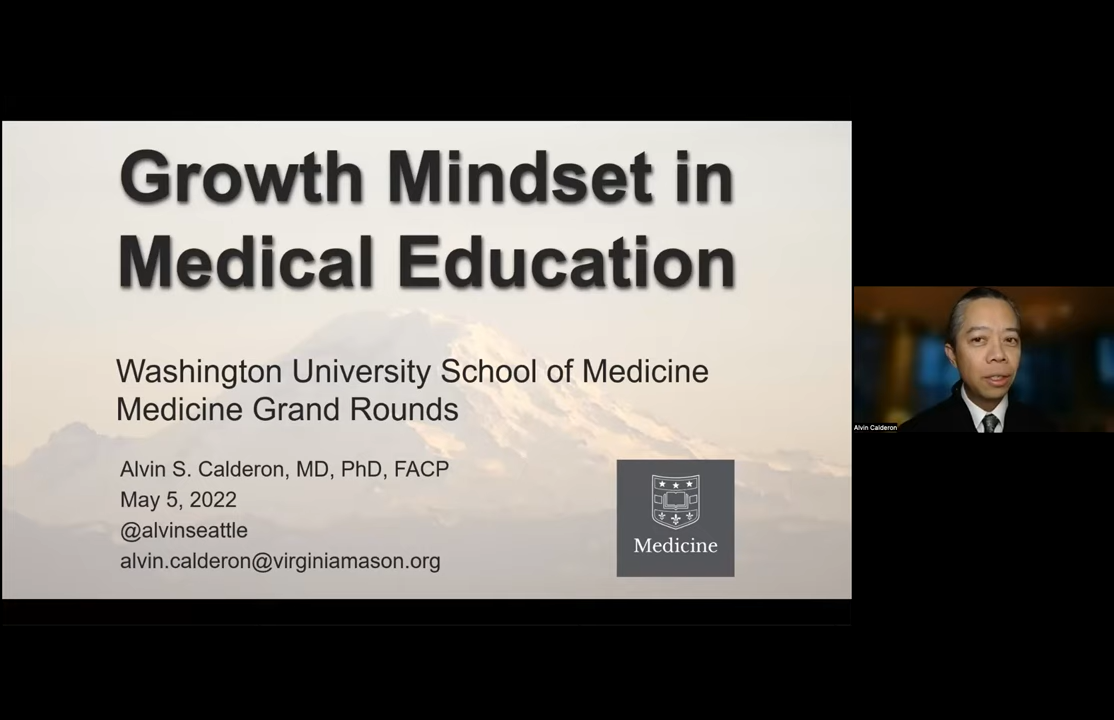 Growth Mindset in
Medical Education
Washington University School of Medicine
Medicine Grand Rounds
Alvin S. Calderon, MD, PhD, FACP
May 5, 2022
@alvinseattle
alvin.calderon@virginiamason.org
Medicine
Alvin Calderon